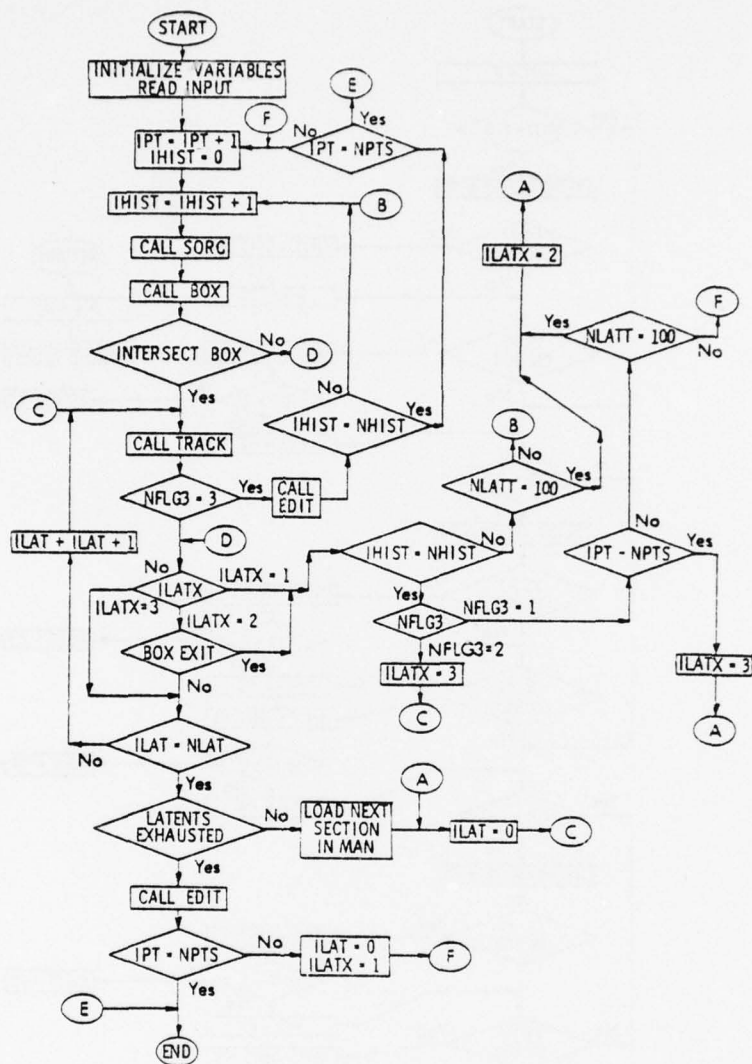 START
INITIALIZE VARIABLES
READ INPUT
E
F
No
Yes
IPT = IPT + 1
IHIST = 0
IPT = NPTS
A
IHIST = IHIST + 1
B
CALL SORC
ILATX = 2
CALL BOX
F
Yes
NLATT = 100
No
INTERSECT BOX
No
D
No
Yes
C
IHIST = NHIST
Yes
B
CALL TRACK
No
NLATT = 100
Yes
NFLG3 = 3
Yes
CALL
EDIT
ILAT + ILAT + 1
D
No
Yes
IHIST = NHIST
No
IPT - NPTS
No
ILATX
ILATX = 1
ILATX=3
Yes
NFLG3 = 1
NFLG3
ILATX = 2
BOX EXIT
Yes
NFLG3=2
ILATX = 3
ILATX = 3
No
C
A
ILAT = NLAT
No
Yes
A
LATENTS
EXHAUSTED
No
LOAD NEXT
SECTION
IN MAN
ILAT = 0
C
Yes
CALL EDIT
IPT = NPTS
No
ILAT = 0
ILATX = 1
F
Yes
E
END